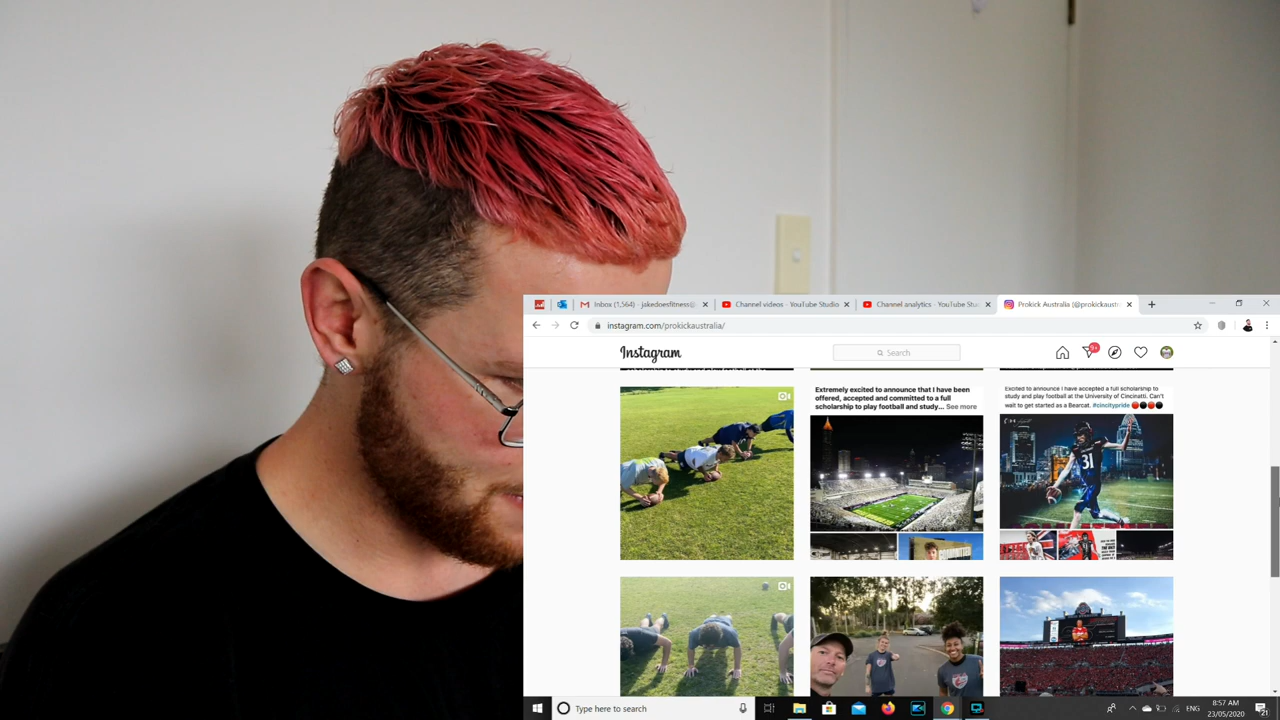 Inbox (1,564) - jakedoesfitness@
Channel videos - YouTube Studio
Channel analytics - YouTube Stu
Prokick Australia (@prokickaustr
instagram.com/prokickaustralia/
Instagram
Search
9+
Extremely excited to announce that I have been
offered, accepted and committed to a full
scholarship to play football and study... See more
Excited to announce I have accepted a full scholarship to
study and play football at the University of Cincinnati. Can't
wait to get started as a Bearcat. #cincitypride
31
Type here to search
ENG
8:57 AM
23/05/2020